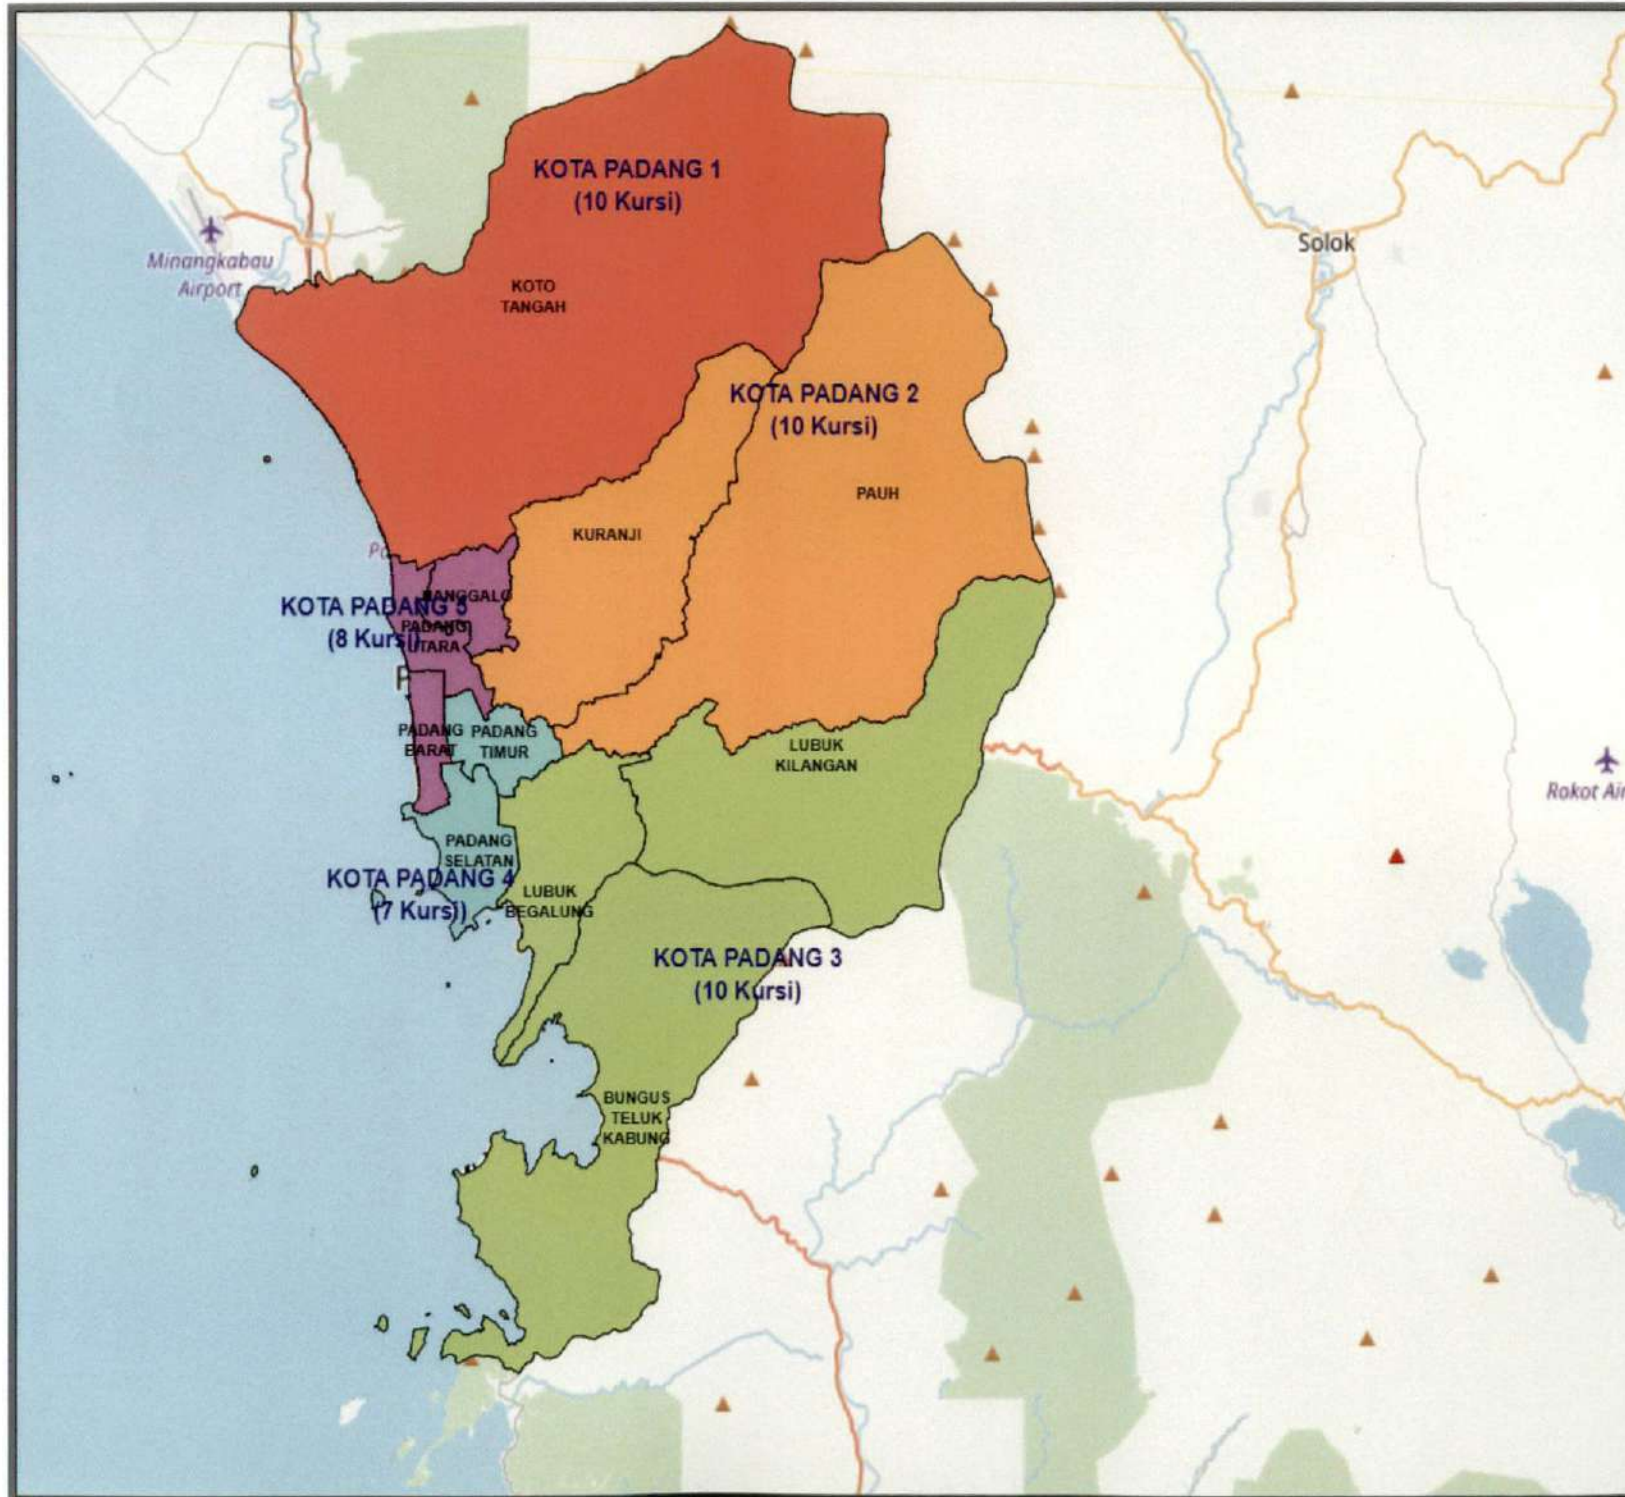 KOTA PADANG 1
(10 Kursi)
Minangkabau
Airport
KOTO
TANGAH
Solok
KOTA PADANG 2
(10 Kursi)
PAUH
KURANJI
KOTA PADANG 5
(8 Kursi)
NANGGALO
PADANG
UTARA
P
PADANG
BARAT
PADANG
TIMUR
LUBUK
KILANGAN
Rokot Air
PADANG
SELATAN
KOTA PADANG 4
(7 Kursi)
LUBUK
BEGALUNG
KOTA PADANG 3
(10 Kursi)
BUNGUS
TELUK
KABUNG